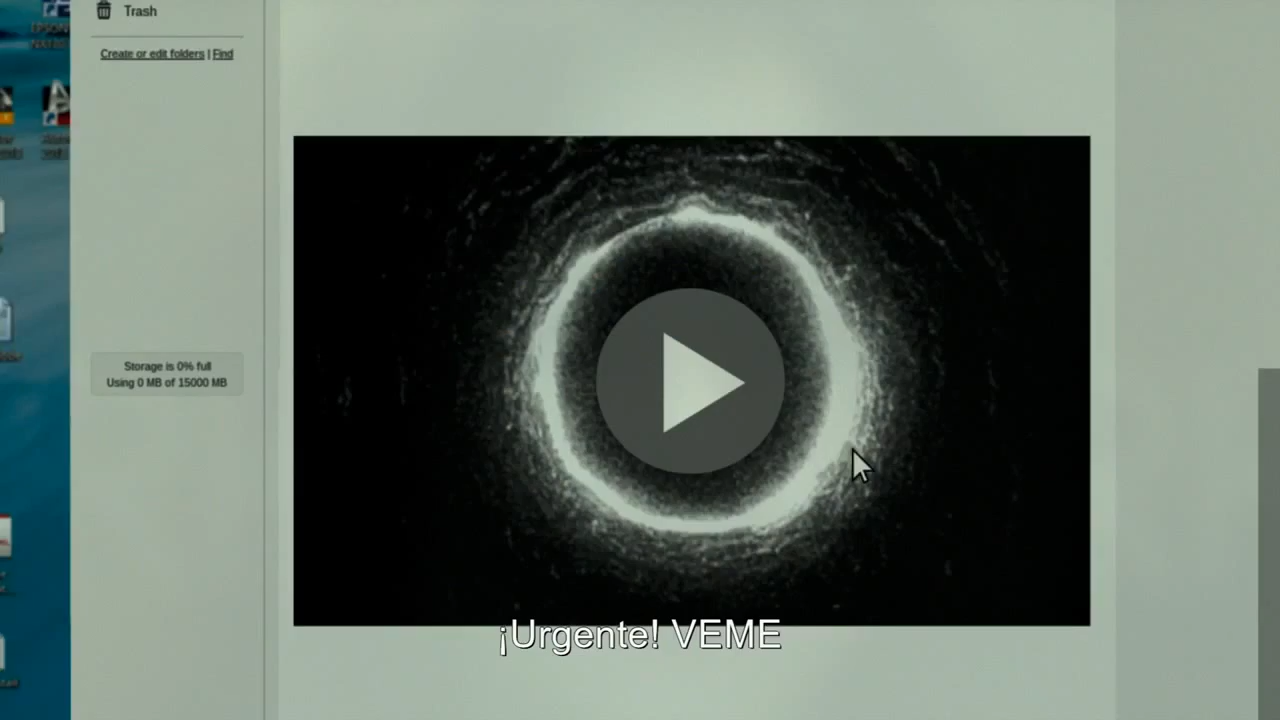 Trash
Create or edit folders | Find
Storage is 0% full
Using 0 MB of 15000 MB
¡Urgente! VEME